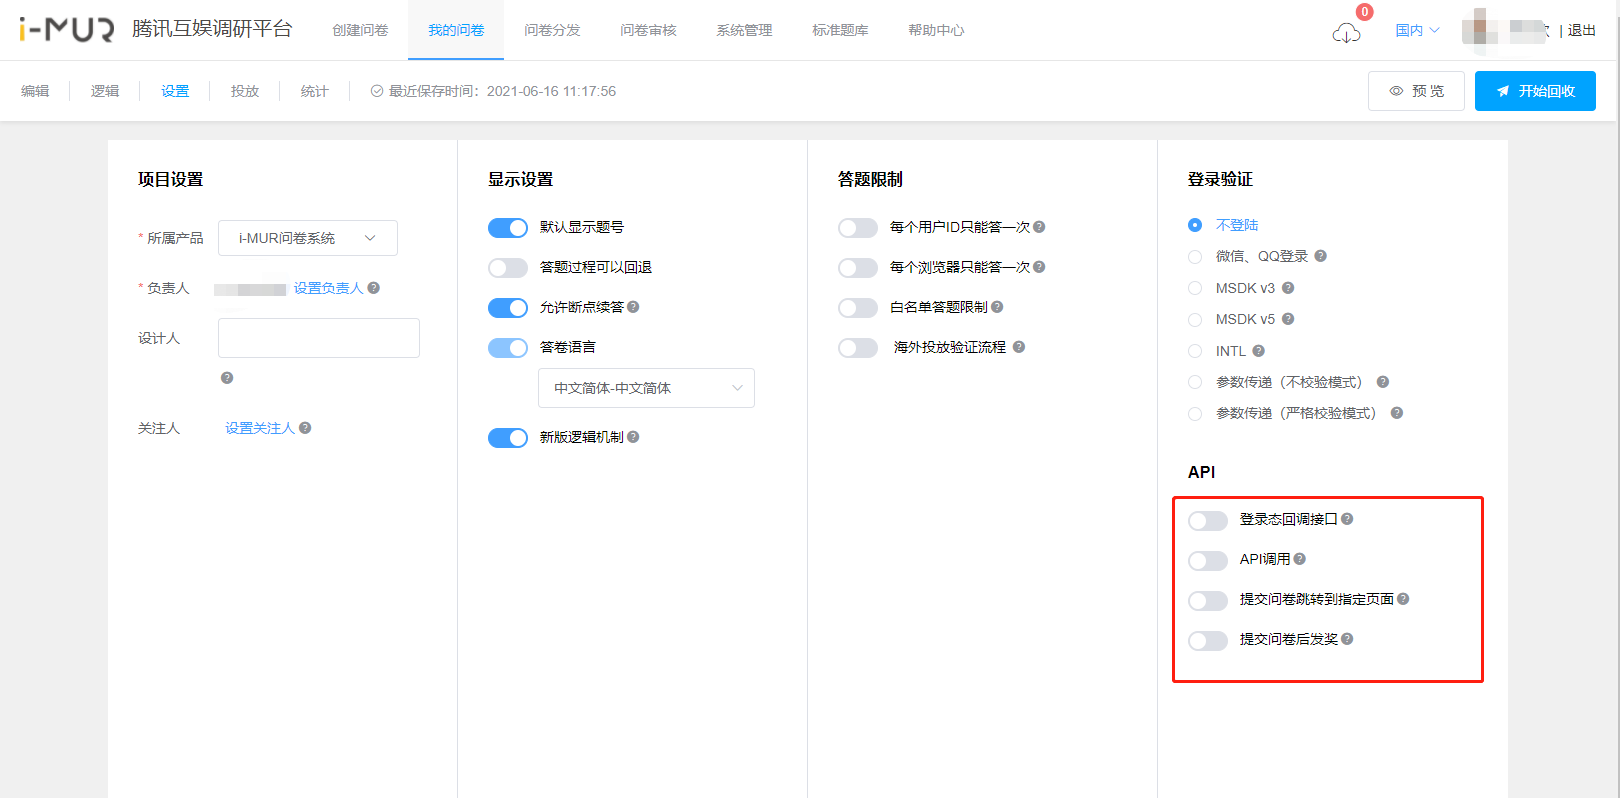 i-MUR 腾讯互娱调研平台 创建问卷 我的问卷 问卷分发 问卷审核 系统管理 标准题库 帮助中心 0 国内 | 退出
编辑 逻辑 设置 投放 统计 最近保存时间：2021-06-16 11:17:56 预 览 开始回收
项目设置
* 所属产品 i-MUR问卷系统
* 负责人 设置负责人
设计人
关注人 设置关注人
显示设置
默认显示题号
答题过程可以回退
允许断点续答
答卷语言
中文简体-中文简体
新版逻辑机制
答题限制
每个用户ID只能答一次
每个浏览器只能答一次
白名单答题限制
海外投放验证流程
登录验证
不登陆
微信、QQ登录
MSDK v3
MSDK v5
INTL
参数传递（不校验模式）
参数传递（严格校验模式）
API
登录态回调接口
API调用
提交问卷跳转到指定页面
提交问卷后发奖